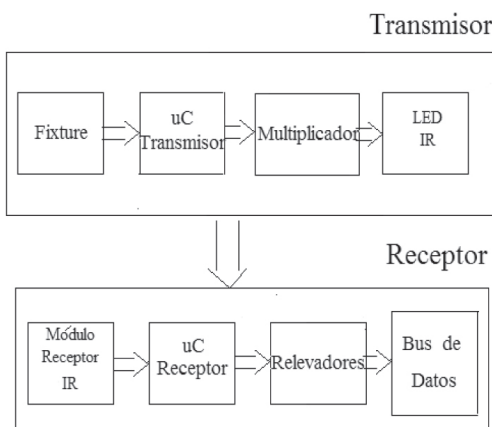 Transmisor
Fixture
uC
Transmisor
Multiplicador
LED
IR
Receptor
Módulo
Receptor
IR
uC
Receptor
Relevadores
Bus de
Datos